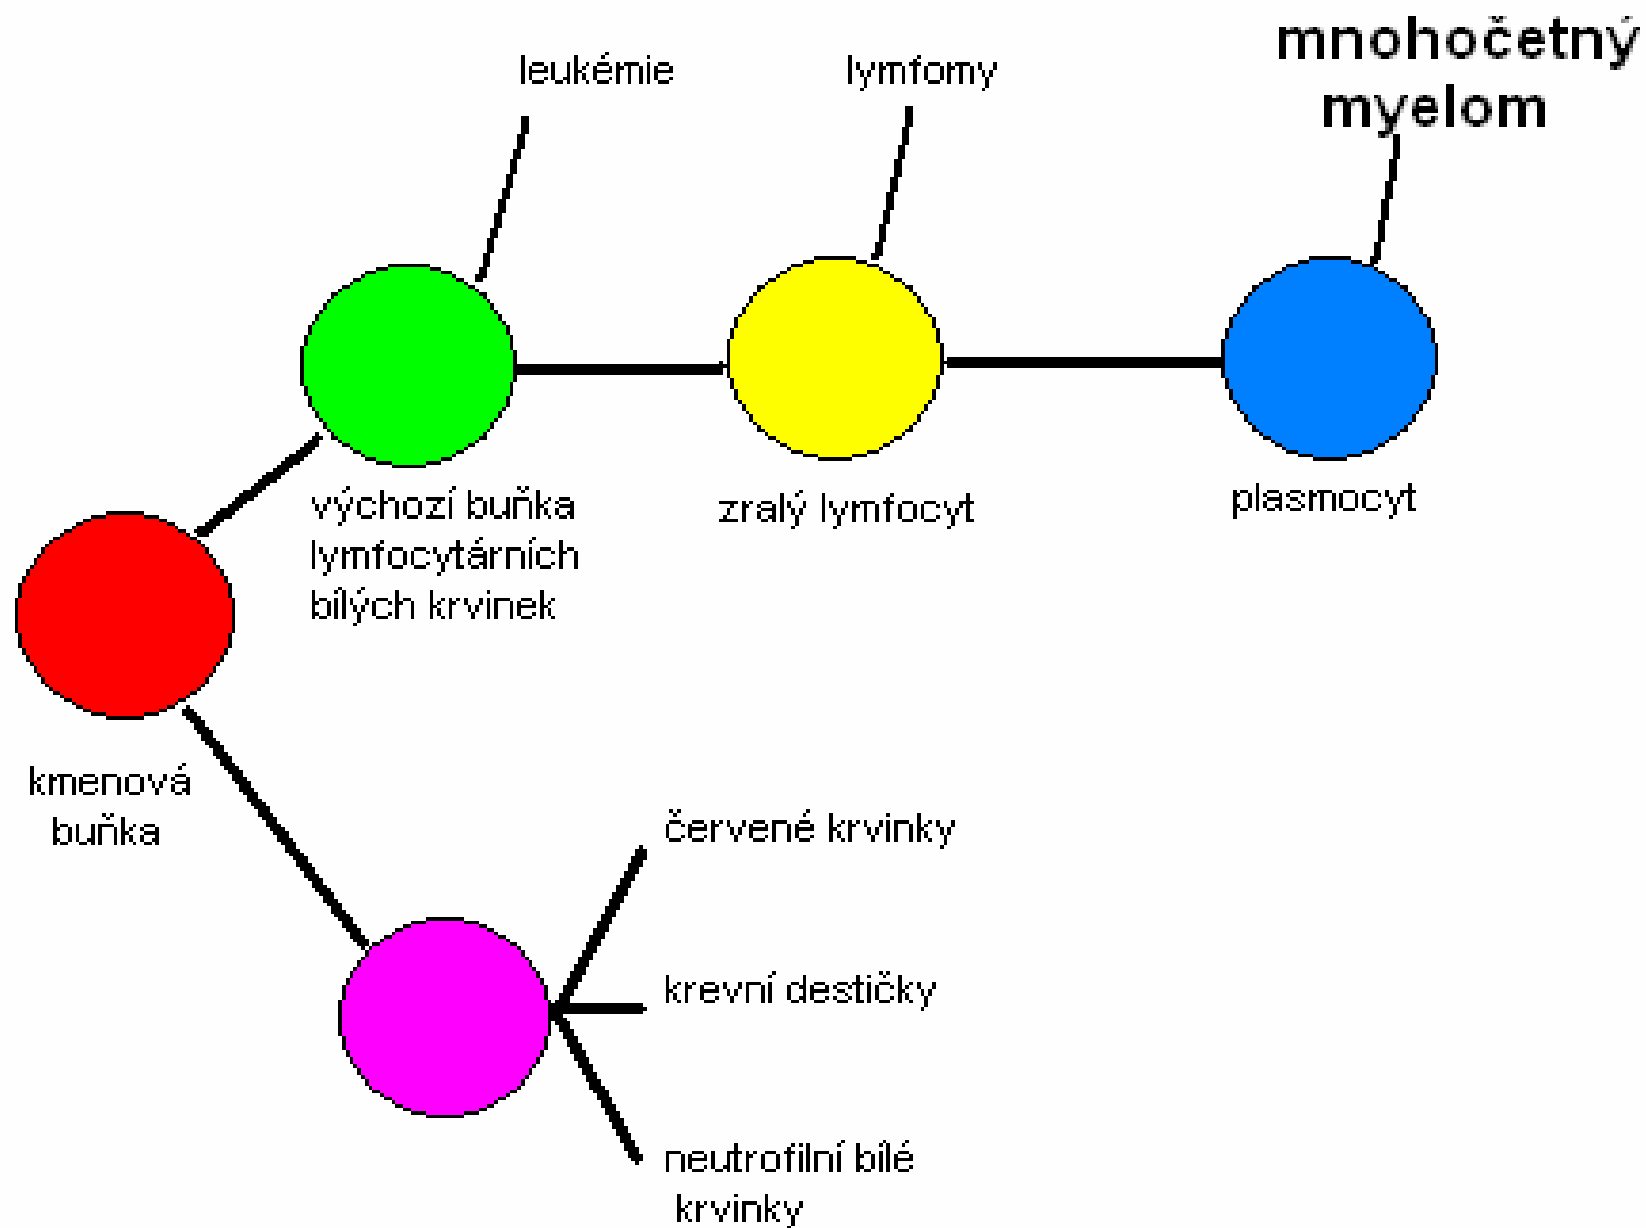 leukémie
lymfomy
mnohočetný
myelom
výchozí buňka
lymfocytárních
bílých krvinek
zralý lymfocyt
plasmocyt
kmenová
buňka
červené krvinky
krevní destičky
neutrofilní bílé
krvinky